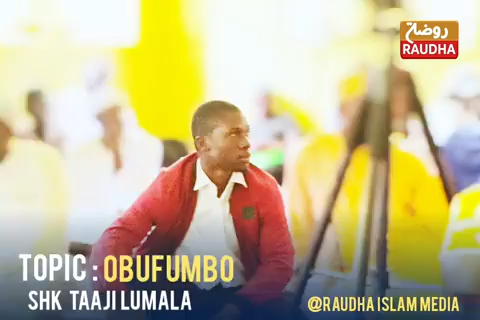 روضة
RAUDHA
TOPIC : OBUFUMBO
SHK TAAJI LUMALA
@RAUDHA ISLAM MEDIA